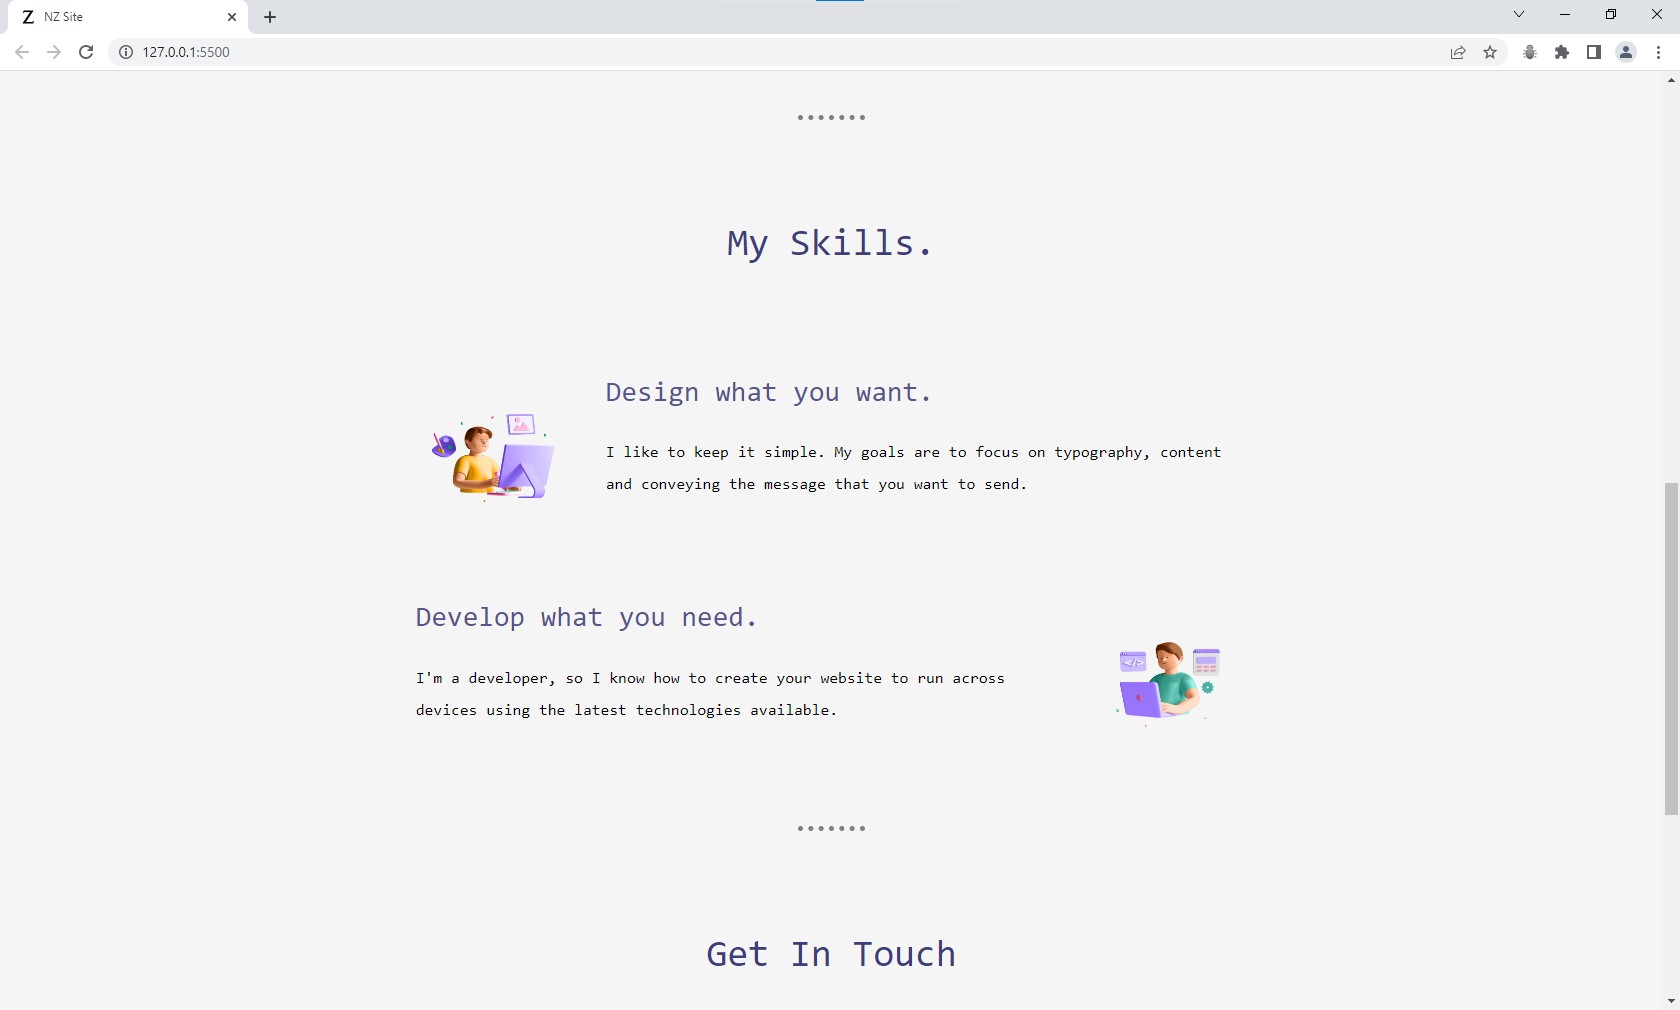 NZ Site
127.0.0.1:5500
My Skills.
Design what you want.
I like to keep it simple. My goals are to focus on typography, content
and conveying the message that you want to send.
Develop what you need.
I'm a developer, so I know how to create your website to run across
devices using the latest technologies available.
Get In Touch